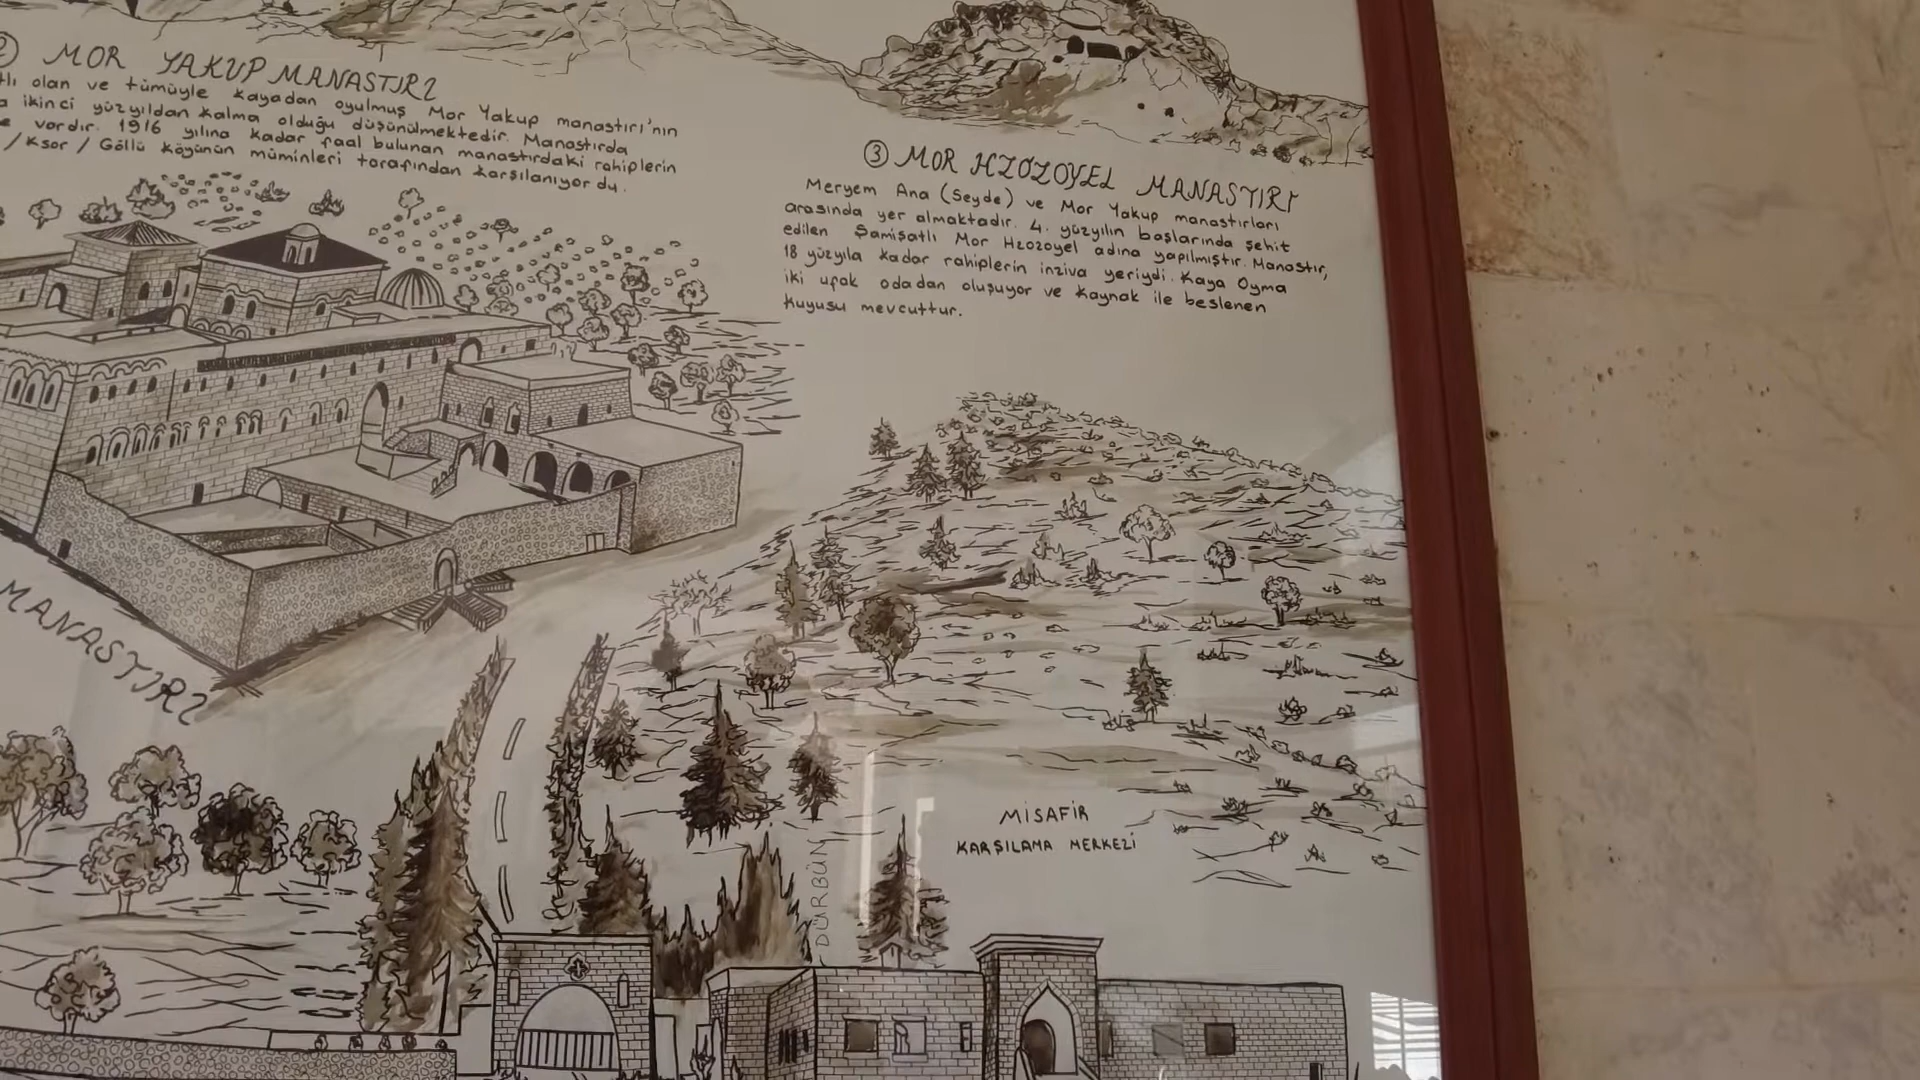 2 MOR YAKUP MANASTIRI
tlı olan ve tümüyle kayadan oyulmuş Mor Yakup manastırı'nın
a ikinci yüzyıldan kalma olduğu düşünülmektedir. Manastırda
e vardır. 1916 yılına kadar faal bulunan manastırdaki rahiplerin
/ Ksor / Göllü köyünün müminleri tarafından karşılanıyordu.
3 MOR HZOZOYEL MANASTIRI
Meryem Ana (Seyde) ve Mor Yakup manastırları
arasında yer almaktadır. 4. yüzyılın başlarında şehit
edilen Şamişatlı Mor Hzozoyel adına yapılmıştır. Manastır,
18 yüzyıla kadar rahiplerin inziva yeriydi. Kaya Oyma
iki ufak odadan oluşuyor ve kaynak ile beslenen
kuyusu mevcuttur.
MANASTIRI
MİSAFİR
KARŞILAMA MERKEZİ
DÜRBÜN